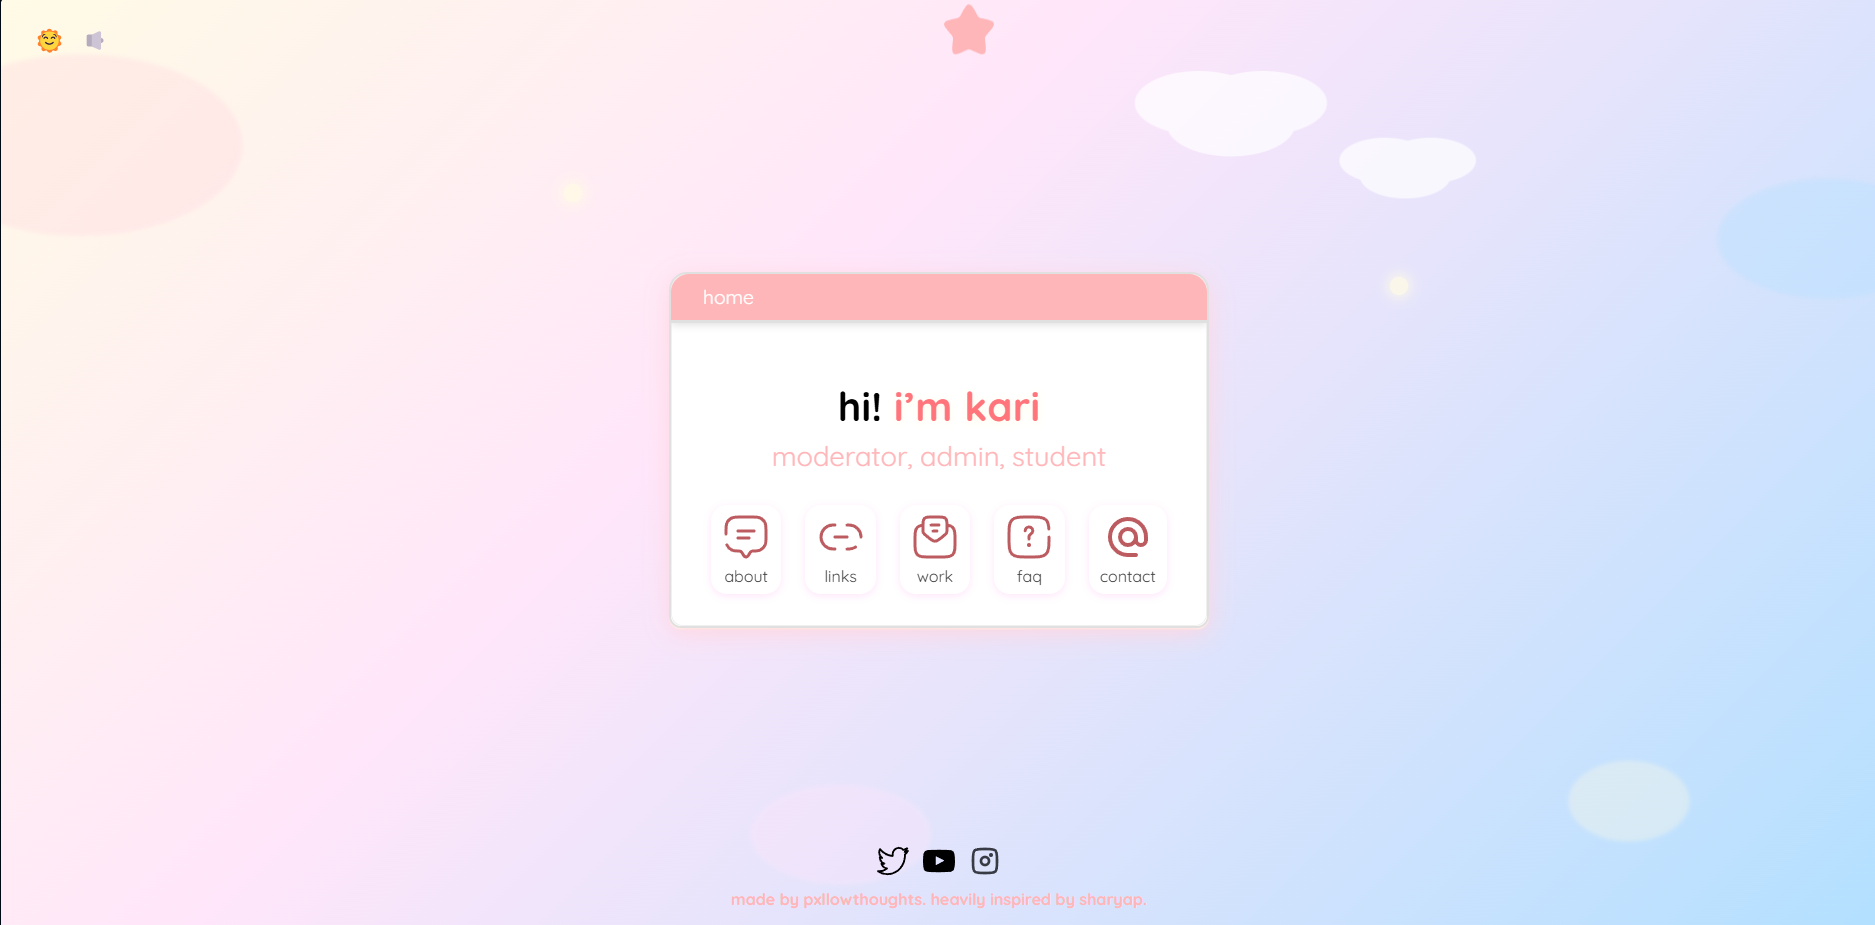 home
hi! i’m kari
moderator, admin, student
about
links
work
faq
contact
made by pxllowthoughts. heavily inspired by sharyap.